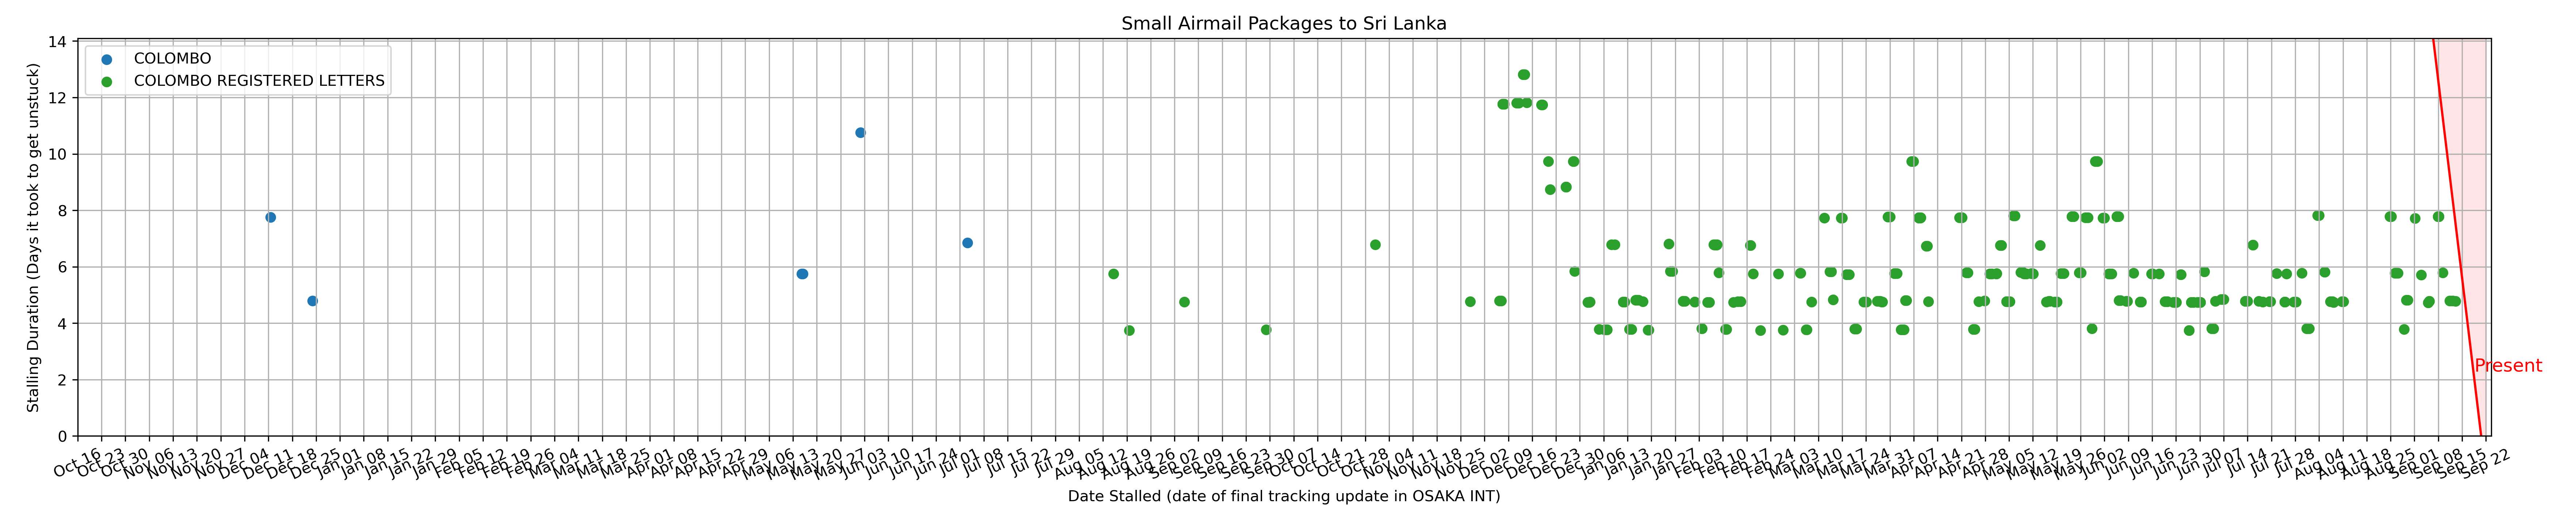 Small Airmail Packages to Sri Lanka
COLOMBO
COLOMBO REGISTERED LETTERS
Stalling Duration (Days it took to get unstuck)
14
12
10
8
6
4
2
0
Present
Oct 16 Oct 23 Oct 30 Nov 06 Nov 13 Nov 20 Nov 27 Dec 04 Dec 11 Dec 18 Dec 25 Jan 01 Jan 08 Jan 15 Jan 22 Jan 29 Feb 05 Feb 12 Feb 19 Feb 26 Mar 04 Mar 11 Mar 18 Mar 25 Apr 01 Apr 08 Apr 15 Apr 22 Apr 29 May 06 May 13 May 20 May 27 Jun 03 Jun 10 Jun 17 Jun 24 Jul 01 Jul 08 Jul 15 Jul 22 Jul 29 Aug 05 Aug 12 Aug 19 Aug 26 Sep 02 Sep 09 Sep 16 Sep 23 Sep 30 Oct 07 Oct 14 Oct 21 Oct 28 Nov 04 Nov 11 Nov 18 Nov 25 Dec 02 Dec 09 Dec 16 Dec 23 Dec 30 Jan 06 Jan 13 Jan 20 Jan 27 Feb 03 Feb 10 Feb 17 Feb 24 Mar 03 Mar 10 Mar 17 Mar 24 Mar 31 Apr 07 Apr 14 Apr 21 Apr 28 May 05 May 12 May 19 May 26 Jun 02 Jun 09 Jun 16 Jun 23 Jun 30 Jul 07 Jul 14 Jul 21 Jul 28 Aug 04 Aug 11 Aug 18 Aug 25 Sep 01 Sep 08 Sep 15 Sep 22
Date Stalled (date of final tracking update in OSAKA INT)